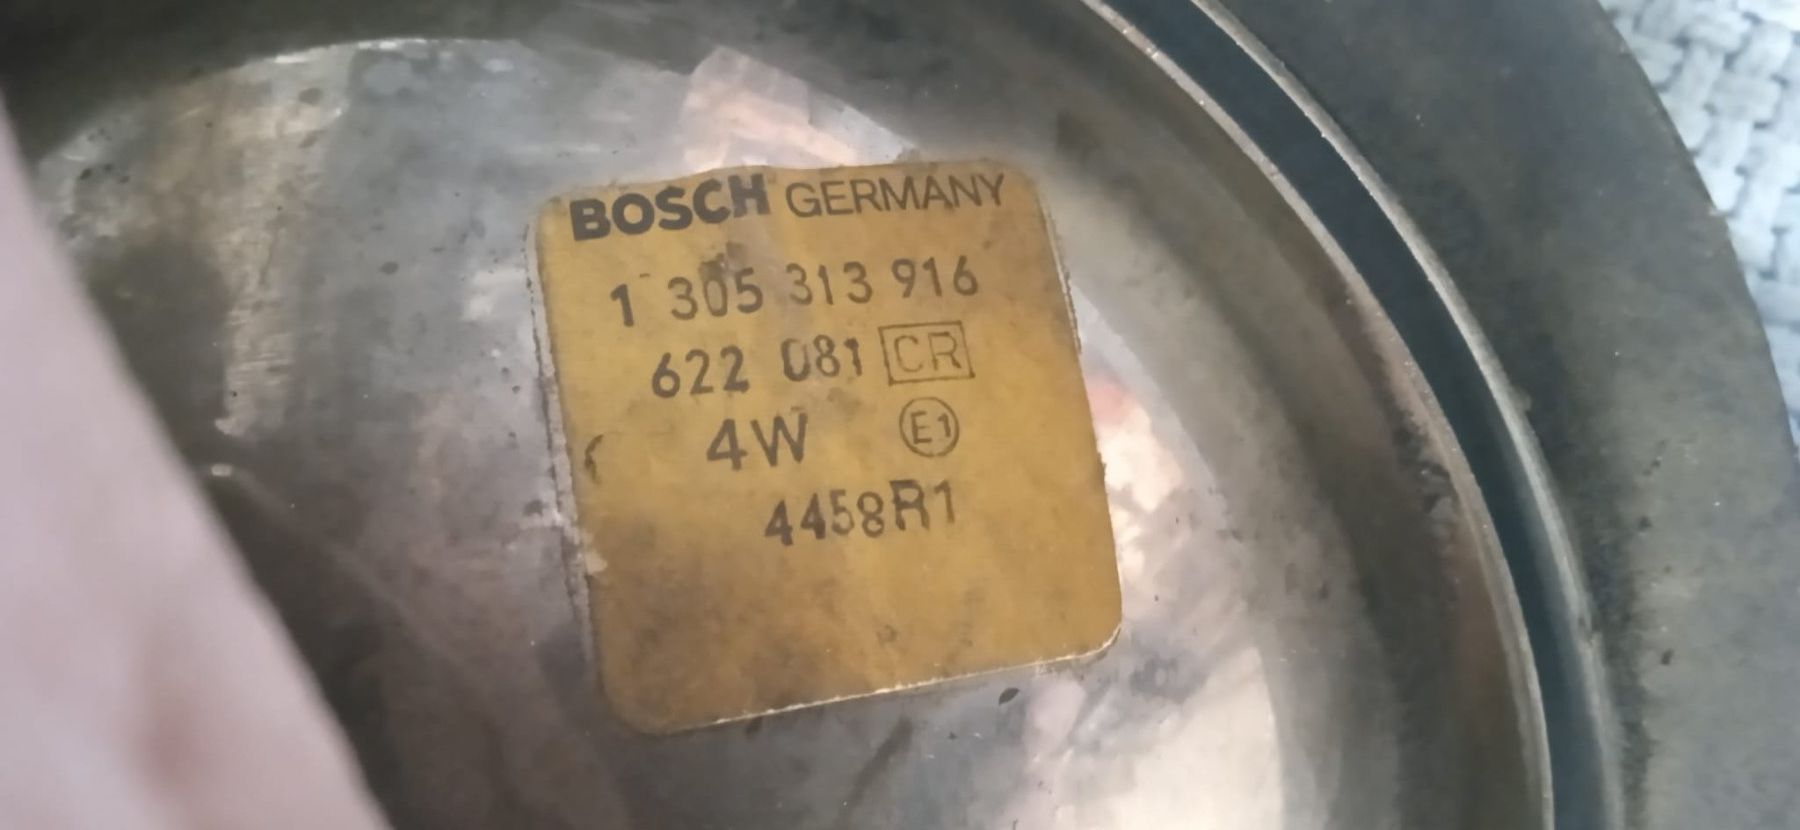 BOSCH GERMANY
1 305 313 916
622 081 CR
4W E1
4458R1